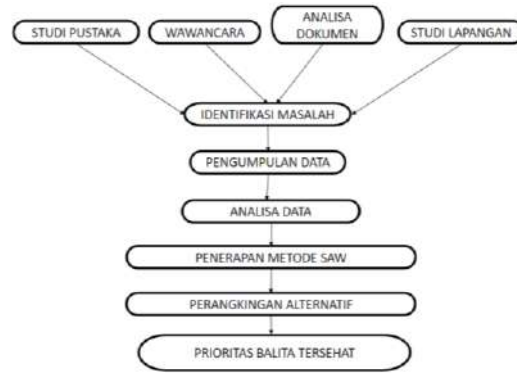 STUDI PUSTAKA
WAWANCARA
ANALISA
DOKUMEN
STUDI LAPANGAN
IDENTIFIKASI MASALAH
PENGUMPULAN DATA
ANALISA DATA
PENERAPAN METODE SAW
PERANGKINGAN ALTERNATIF
PRIORITAS BALITA TERSEHAT